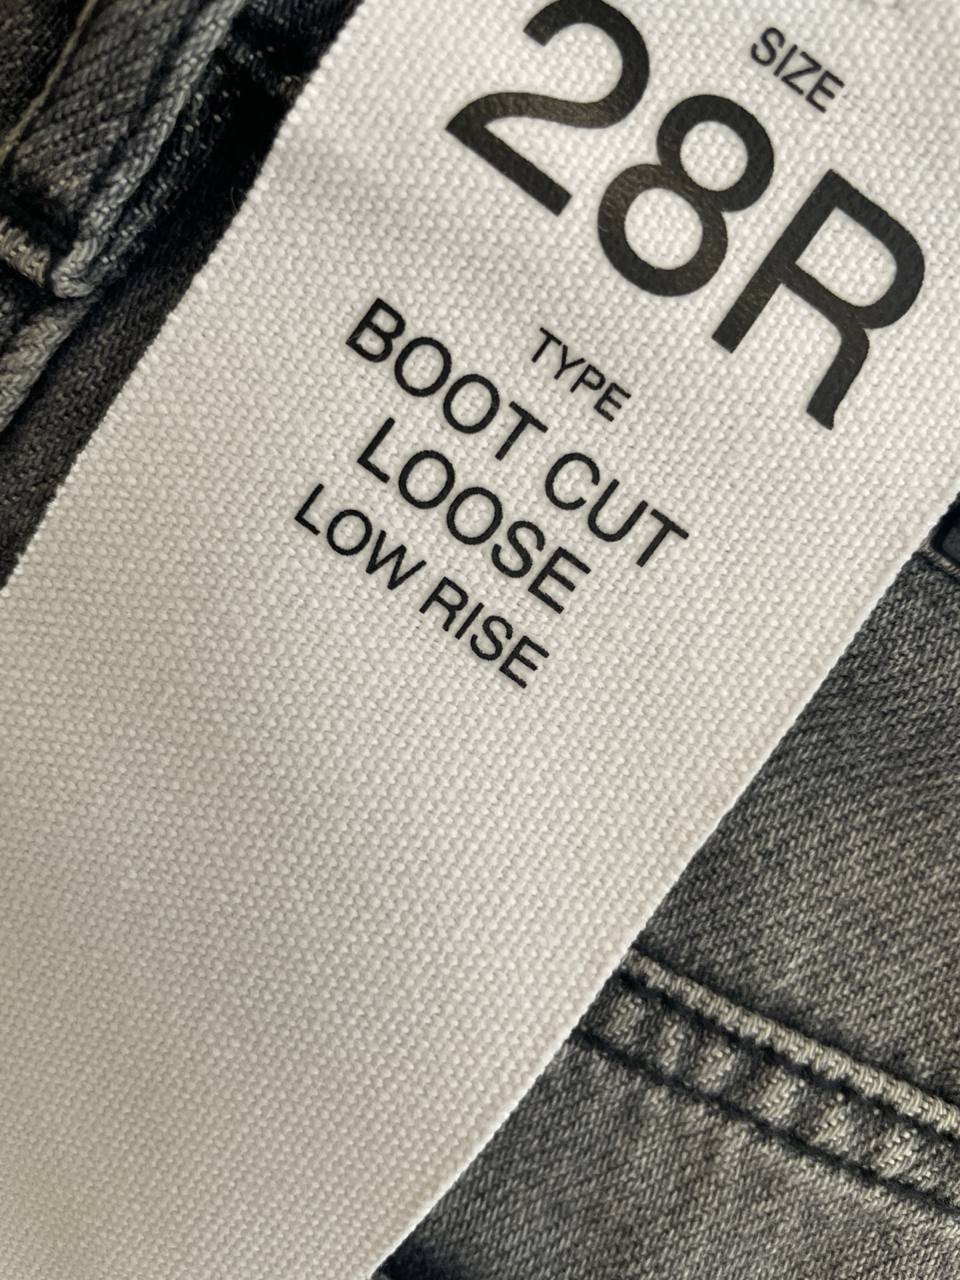 SIZE
28R
TYPE
BOOT CUT
LOOSE
LOW RISE